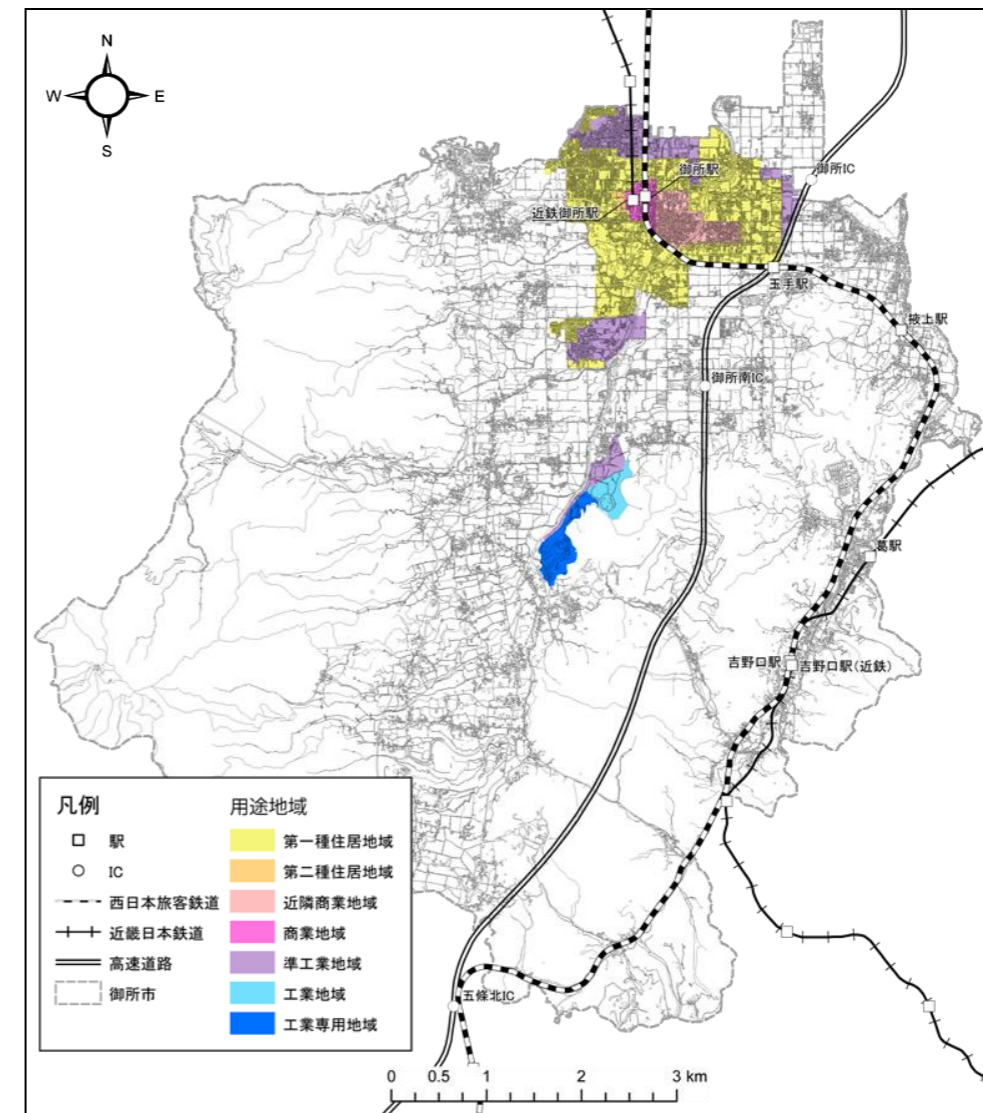 N
W E
S
御所IC
御所駅
近鉄御所駅
玉手駅
掖上駅
御所南IC
葛駅
吉野口駅 吉野口駅(近鉄)
五條北IC
凡例
駅
IC
西日本旅客鉄道
近畿日本鉄道
高速道路
御所市
用途地域
第一種住居地域
第二種住居地域
近隣商業地域
商業地域
準工業地域
工業地域
工業専用地域
0 0.5 1 2 3 km